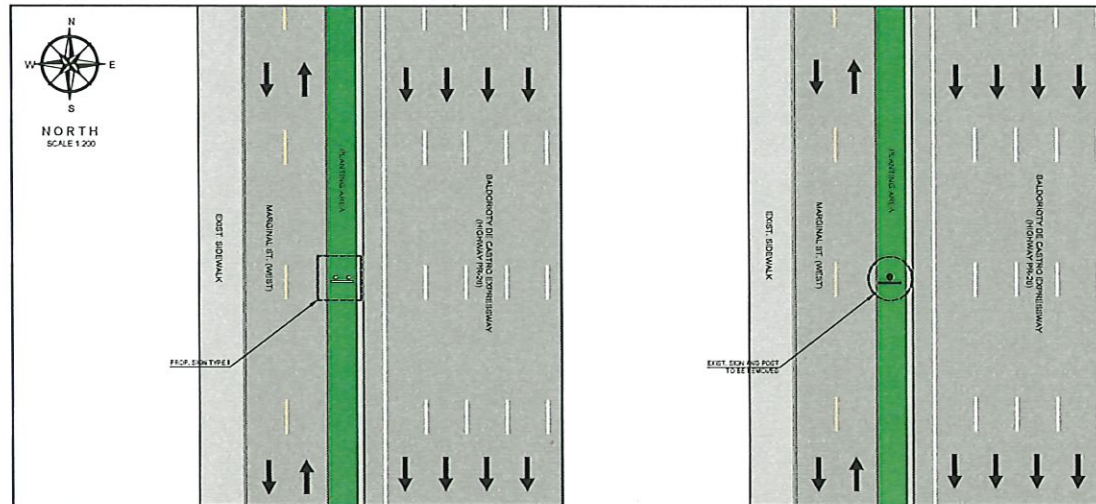 N
W E
S
NORTH
SCALE 1:200
EXIST. SIDEWALK
MARGINAL ST. (WEST)
PLANTING AREA
BALDORIOTY DE CASTRO EXPRESSWAY
(HIGHWAY PR-26)
PROP. SIGN TYPE II
EXIST. SIDEWALK
MARGINAL ST. (WEST)
PLANTING AREA
BALDORIOTY DE CASTRO EXPRESSWAY
(HIGHWAY PR-26)
EXIST. SIGN AND POST
TO BE REMOVED